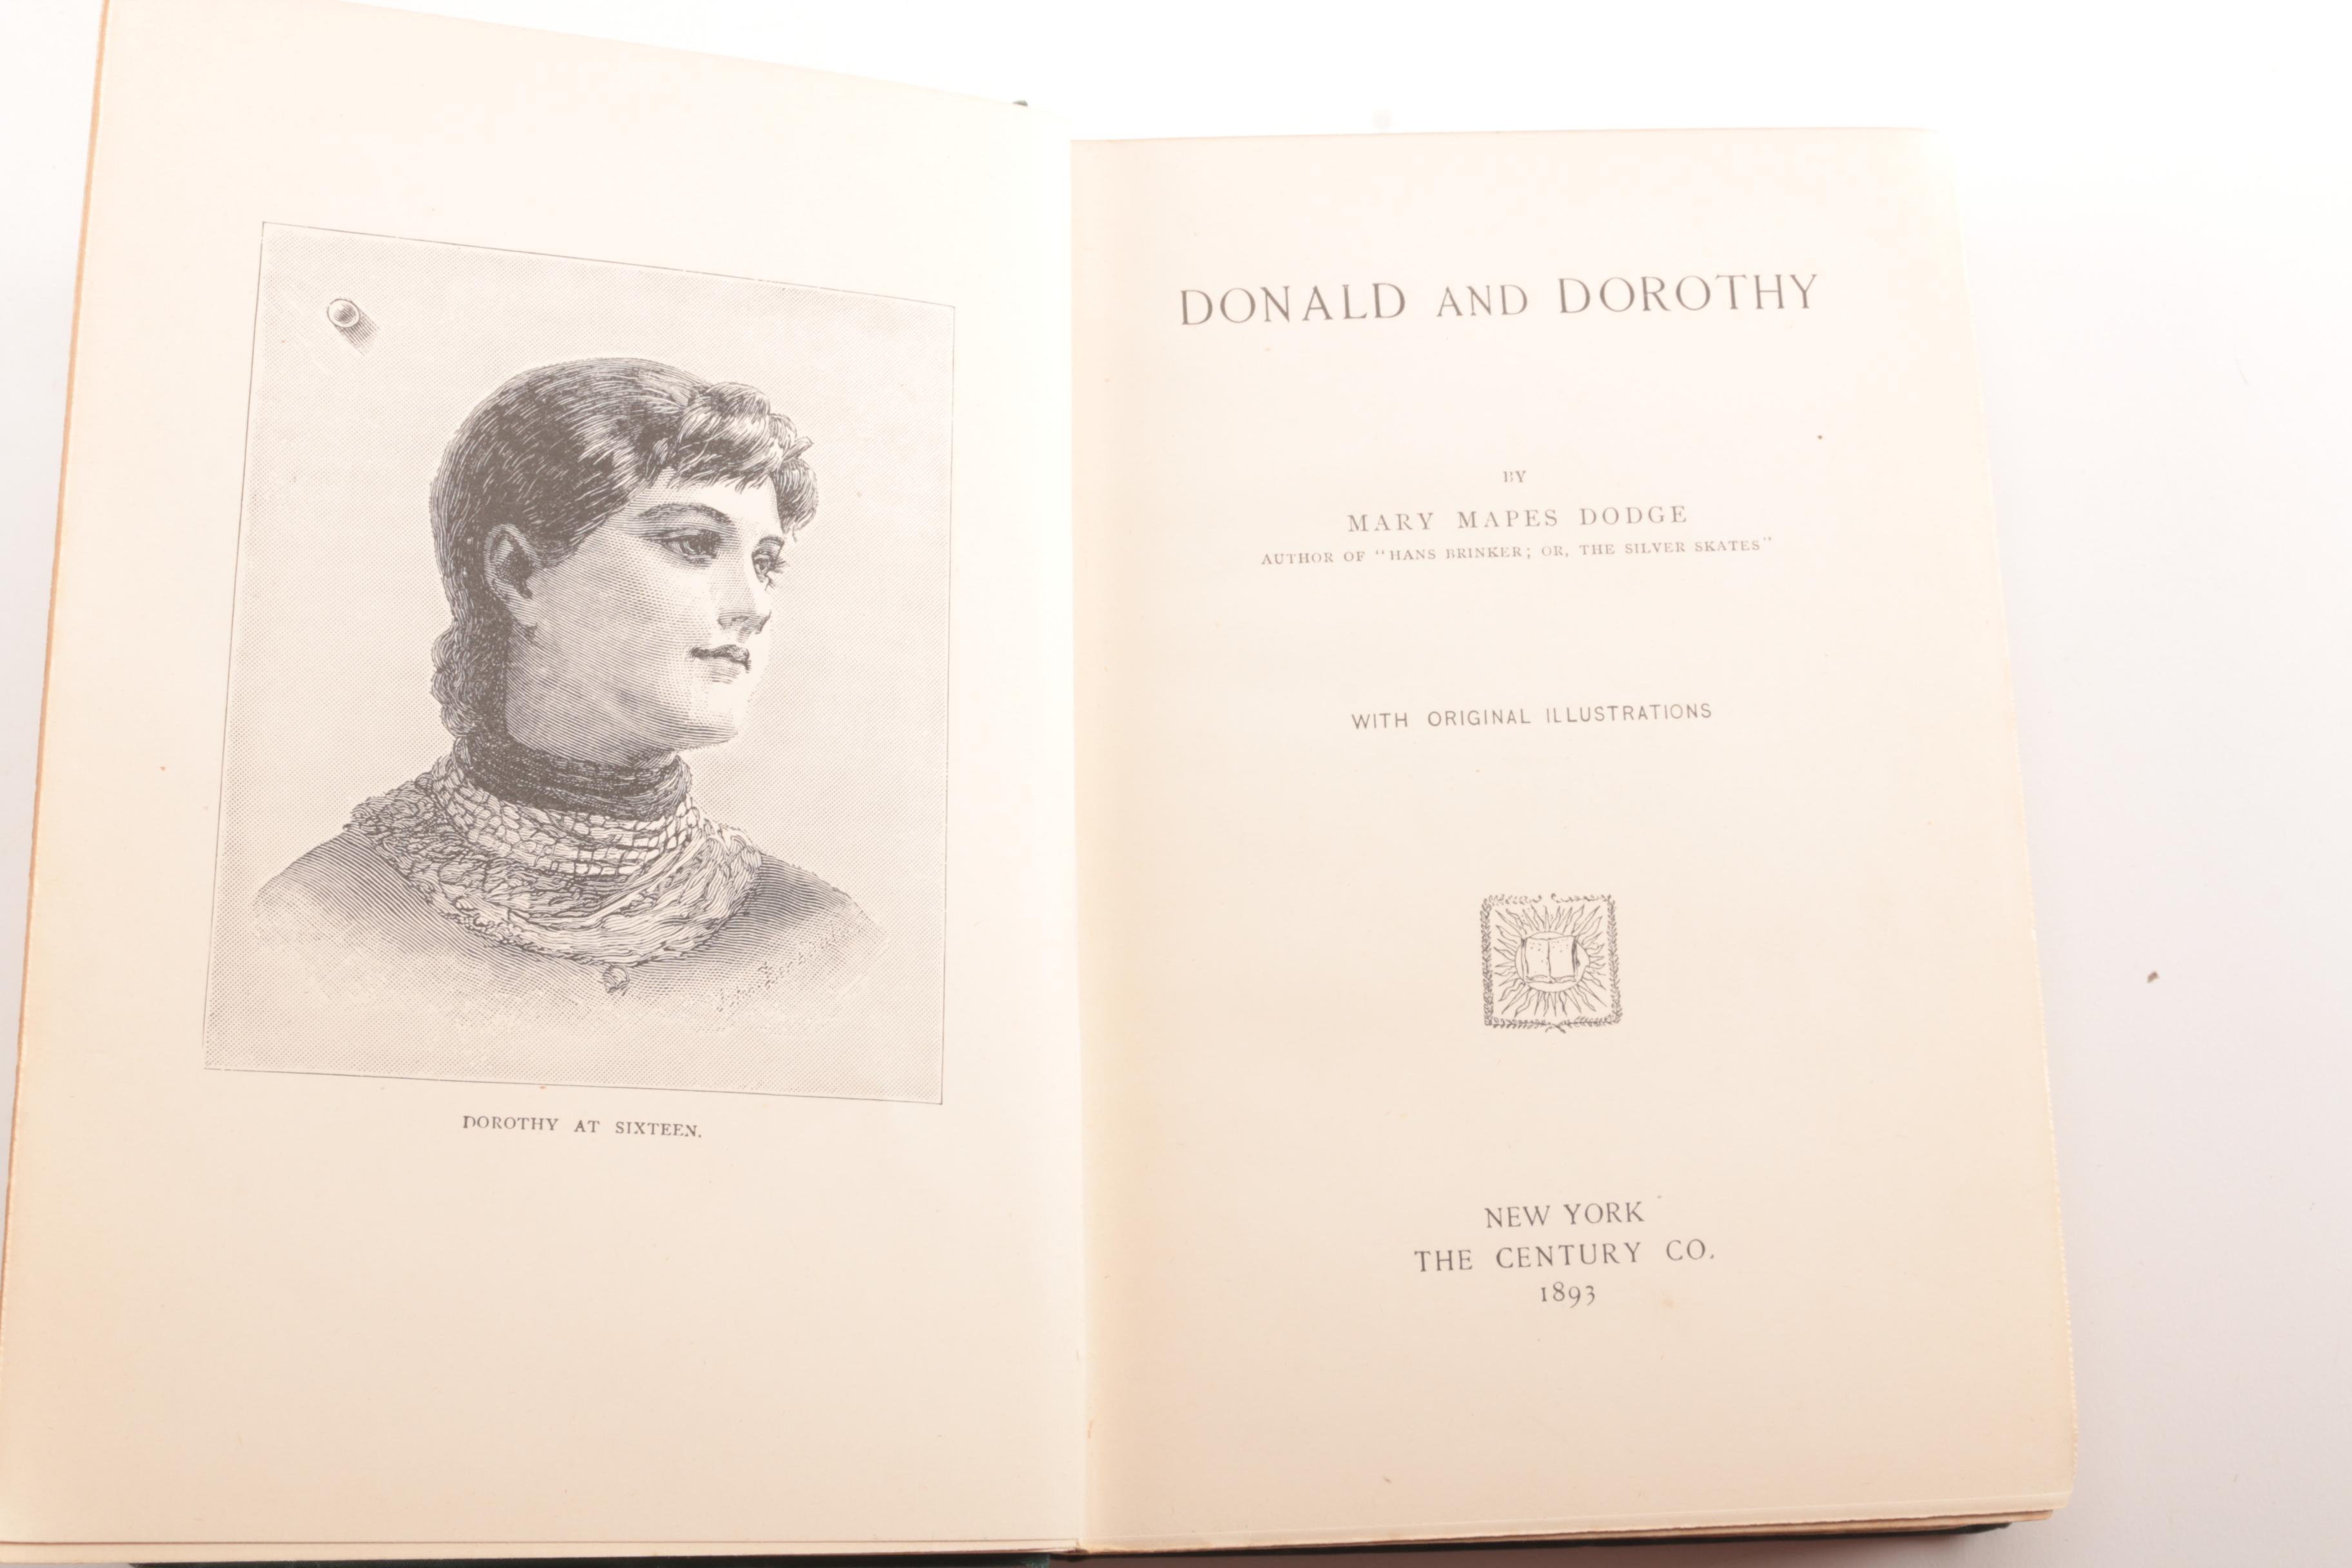 DOROTHY AT SIXTEEN.
DONALD AND DOROTHY
BY
MARY MAPES DODGE
AUTHOR OF "HANS BRINKER; OR, THE SILVER SKATES"
WITH ORIGINAL ILLUSTRATIONS
NEW YORK
THE CENTURY CO.
1893